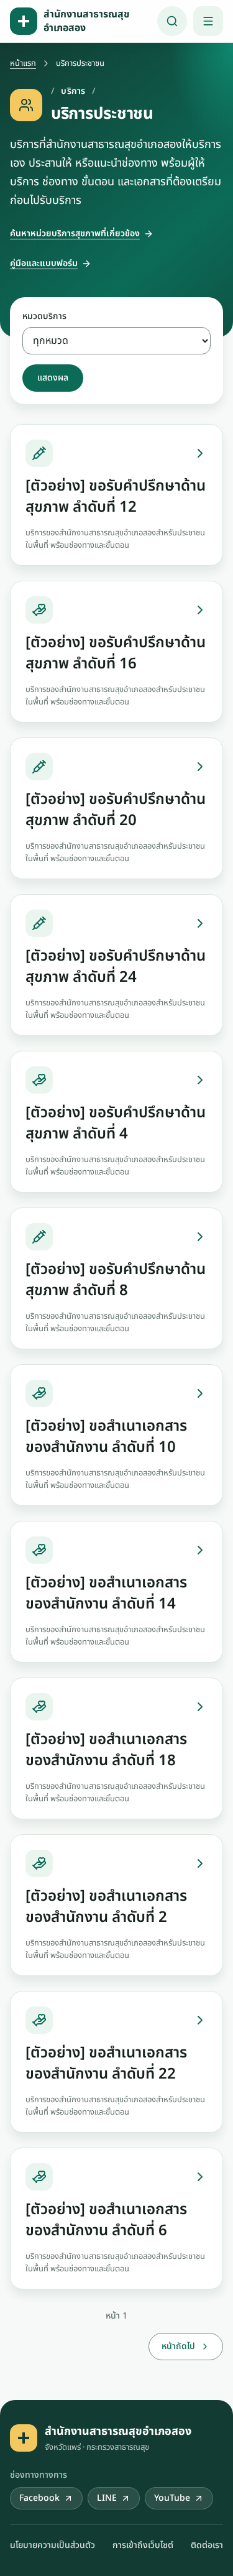 สำนักงานสาธารณสุข
อำเภอสอง
หน้าแรก > บริการประชาชน
/ บริการ /
บริการประชาชน
บริการที่สำนักงานสาธารณสุขอำเภอสองให้บริการ
เอง ประสานให้ หรือแนะนำช่องทาง พร้อมผู้ให้
บริการ ช่องทาง ขั้นตอน และเอกสารที่ต้องเตรียม
ก่อนไปรับบริการ
ค้นหาหน่วยบริการสุขภาพที่เกี่ยวข้อง →
คู่มือและแบบฟอร์ม →
หมวดบริการ
ทุกหมวด
แสดงผล
[ตัวอย่าง] ขอรับคำปรึกษาด้าน
สุขภาพ ลำดับที่ 12
บริการของสำนักงานสาธารณสุขอำเภอสองสำหรับประชาชน
ในพื้นที่ พร้อมช่องทางและขั้นตอน
[ตัวอย่าง] ขอรับคำปรึกษาด้าน
สุขภาพ ลำดับที่ 16
บริการของสำนักงานสาธารณสุขอำเภอสองสำหรับประชาชน
ในพื้นที่ พร้อมช่องทางและขั้นตอน
[ตัวอย่าง] ขอรับคำปรึกษาด้าน
สุขภาพ ลำดับที่ 20
บริการของสำนักงานสาธารณสุขอำเภอสองสำหรับประชาชน
ในพื้นที่ พร้อมช่องทางและขั้นตอน
[ตัวอย่าง] ขอรับคำปรึกษาด้าน
สุขภาพ ลำดับที่ 24
บริการของสำนักงานสาธารณสุขอำเภอสองสำหรับประชาชน
ในพื้นที่ พร้อมช่องทางและขั้นตอน
[ตัวอย่าง] ขอรับคำปรึกษาด้าน
สุขภาพ ลำดับที่ 4
บริการของสำนักงานสาธารณสุขอำเภอสองสำหรับประชาชน
ในพื้นที่ พร้อมช่องทางและขั้นตอน
[ตัวอย่าง] ขอรับคำปรึกษาด้าน
สุขภาพ ลำดับที่ 8
บริการของสำนักงานสาธารณสุขอำเภอสองสำหรับประชาชน
ในพื้นที่ พร้อมช่องทางและขั้นตอน
[ตัวอย่าง] ขอสำเนาเอกสาร
ของสำนักงาน ลำดับที่ 10
บริการของสำนักงานสาธารณสุขอำเภอสองสำหรับประชาชน
ในพื้นที่ พร้อมช่องทางและขั้นตอน
[ตัวอย่าง] ขอสำเนาเอกสาร
ของสำนักงาน ลำดับที่ 14
บริการของสำนักงานสาธารณสุขอำเภอสองสำหรับประชาชน
ในพื้นที่ พร้อมช่องทางและขั้นตอน
[ตัวอย่าง] ขอสำเนาเอกสาร
ของสำนักงาน ลำดับที่ 18
บริการของสำนักงานสาธารณสุขอำเภอสองสำหรับประชาชน
ในพื้นที่ พร้อมช่องทางและขั้นตอน
[ตัวอย่าง] ขอสำเนาเอกสาร
ของสำนักงาน ลำดับที่ 2
บริการของสำนักงานสาธารณสุขอำเภอสองสำหรับประชาชน
ในพื้นที่ พร้อมช่องทางและขั้นตอน
[ตัวอย่าง] ขอสำเนาเอกสาร
ของสำนักงาน ลำดับที่ 22
บริการของสำนักงานสาธารณสุขอำเภอสองสำหรับประชาชน
ในพื้นที่ พร้อมช่องทางและขั้นตอน
[ตัวอย่าง] ขอสำเนาเอกสาร
ของสำนักงาน ลำดับที่ 6
บริการของสำนักงานสาธารณสุขอำเภอสองสำหรับประชาชน
ในพื้นที่ พร้อมช่องทางและขั้นตอน
หน้า 1
หน้าถัดไป
สำนักงานสาธารณสุขอำเภอสอง
จังหวัดแพร่ · กระทรวงสาธารณสุข
ช่องทางทางการ
Facebook LINE YouTube
นโยบายความเป็นส่วนตัว การเข้าถึงเว็บไซต์ ติดต่อเรา